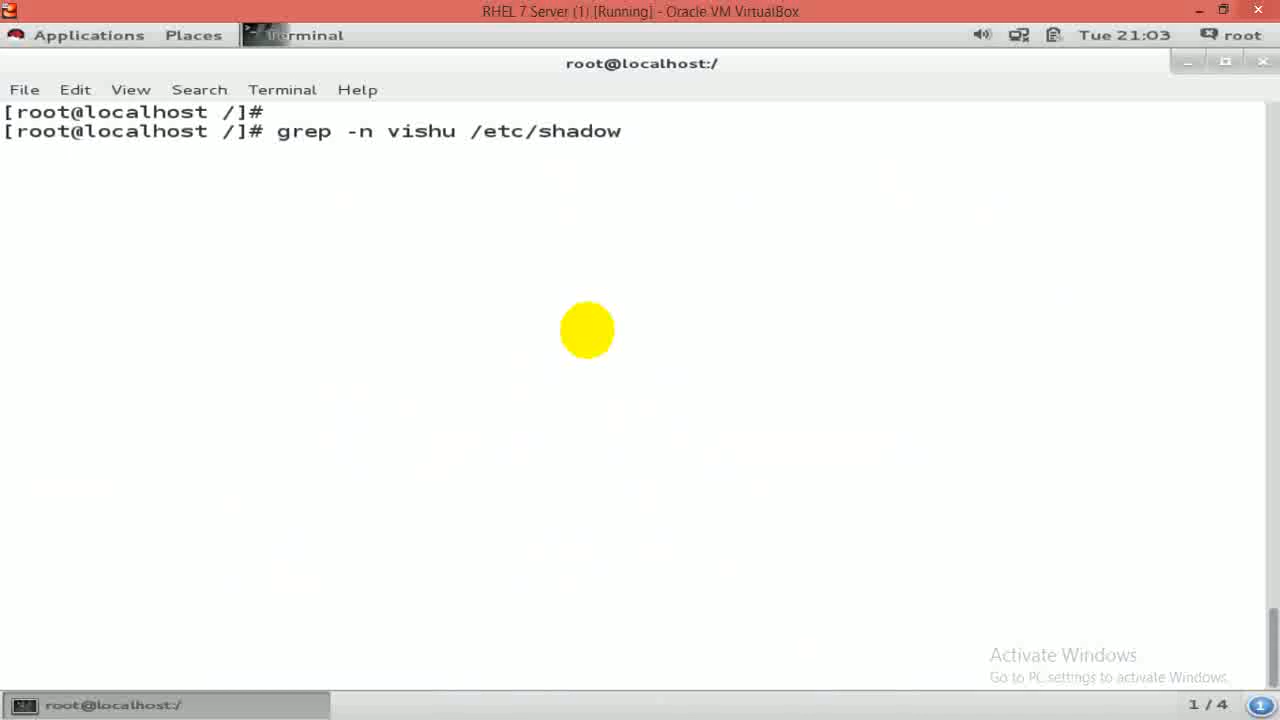 RHEL 7 Server (1) [Running] - Oracle VM VirtualBox
Applications Places Terminal Tue 21:03 root
root@localhost:/
File Edit View Search Terminal Help
[root@localhost /]#
[root@localhost /]# grep -n vishu /etc/shadow
Activate Windows
Go to PC settings to activate Windows.
root@localhost:/ 1 / 4 1